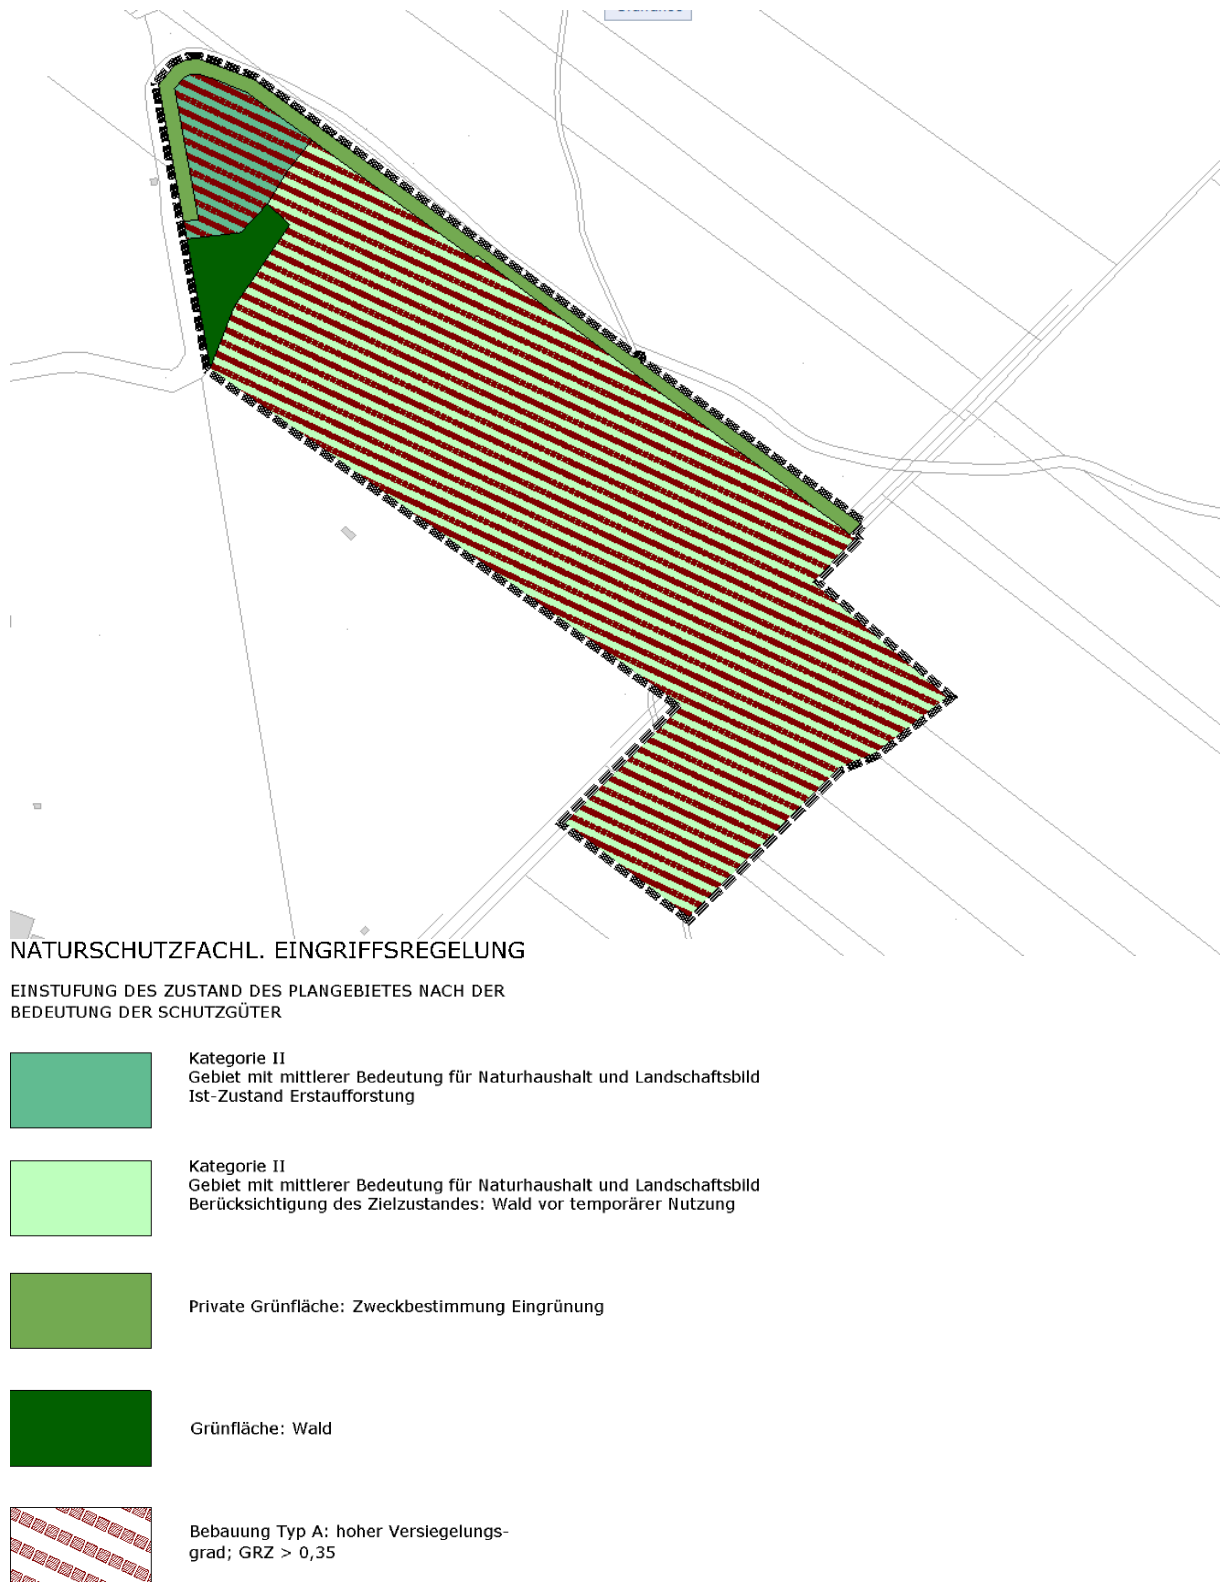 NATURSCHUTZFACHL. EINGRIFFSREGELUNG
EINSTUFUNG DES ZUSTAND DES PLANGEBIETES NACH DER
BEDEUTUNG DER SCHUTZGÜTER
Kategorie II
Gebiet mit mittlerer Bedeutung für Naturhaushalt und Landschaftsbild
Ist-Zustand Erstaufforstung
Kategorie II
Gebiet mit mittlerer Bedeutung für Naturhaushalt und Landschaftsbild
Berücksichtigung des Zielzustandes: Wald vor temporärer Nutzung
Private Grünfläche: Zweckbestimmung Eingrünung
Grünfläche: Wald
Bebauung Typ A: hoher Versiegelungs-
grad; GRZ > 0,35